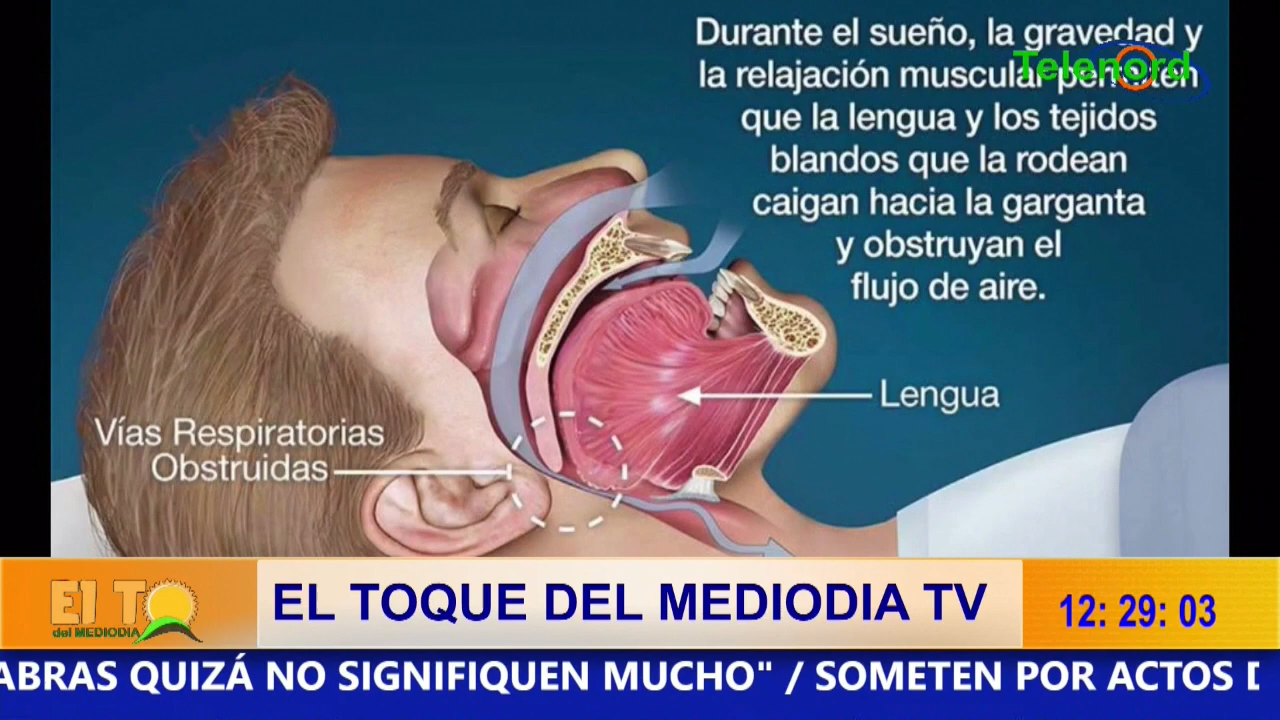 Durante el sueño, la gravedad y
la relajación muscular permiten
que la lengua y los tejidos
blandos que la rodean
caigan hacia la garganta
y obstruyan el
flujo de aire.
Telenord
Lengua
Vías Respiratorias
Obstruidas
El TO
del MEDIODIA
EL TOQUE DEL MEDIODIA TV
12: 29: 03
ABRAS QUIZÁ NO SIGNIFIQUEN MUCHO" / SOMETEN POR ACTOS